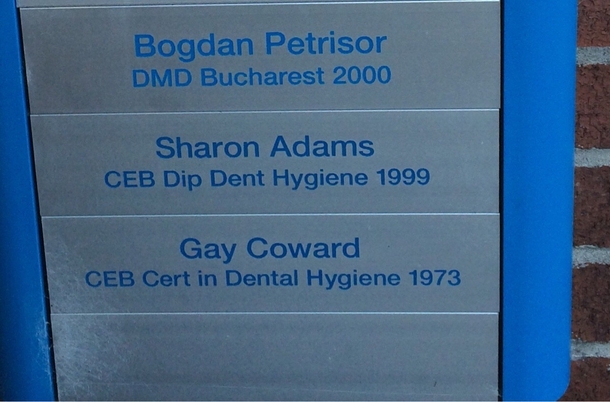 Bogdan Petrisor
DMD Bucharest 2000
Sharon Adams
CEB Dip Dent Hygiene 1999
Gay Coward
CEB Cert in Dental Hygiene 1973